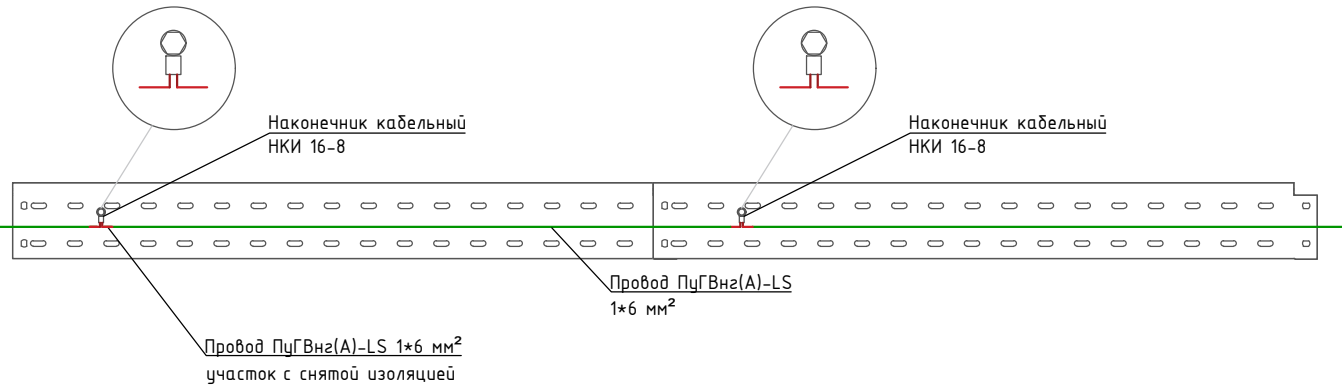 Наконечник кабельный
НКИ 16-8
Наконечник кабельный
НКИ 16-8
Провод ПуГВнг(А)-LS
1*6 мм²
Провод ПуГВнг(А)-LS 1*6 мм²
участок с снятой изоляцией